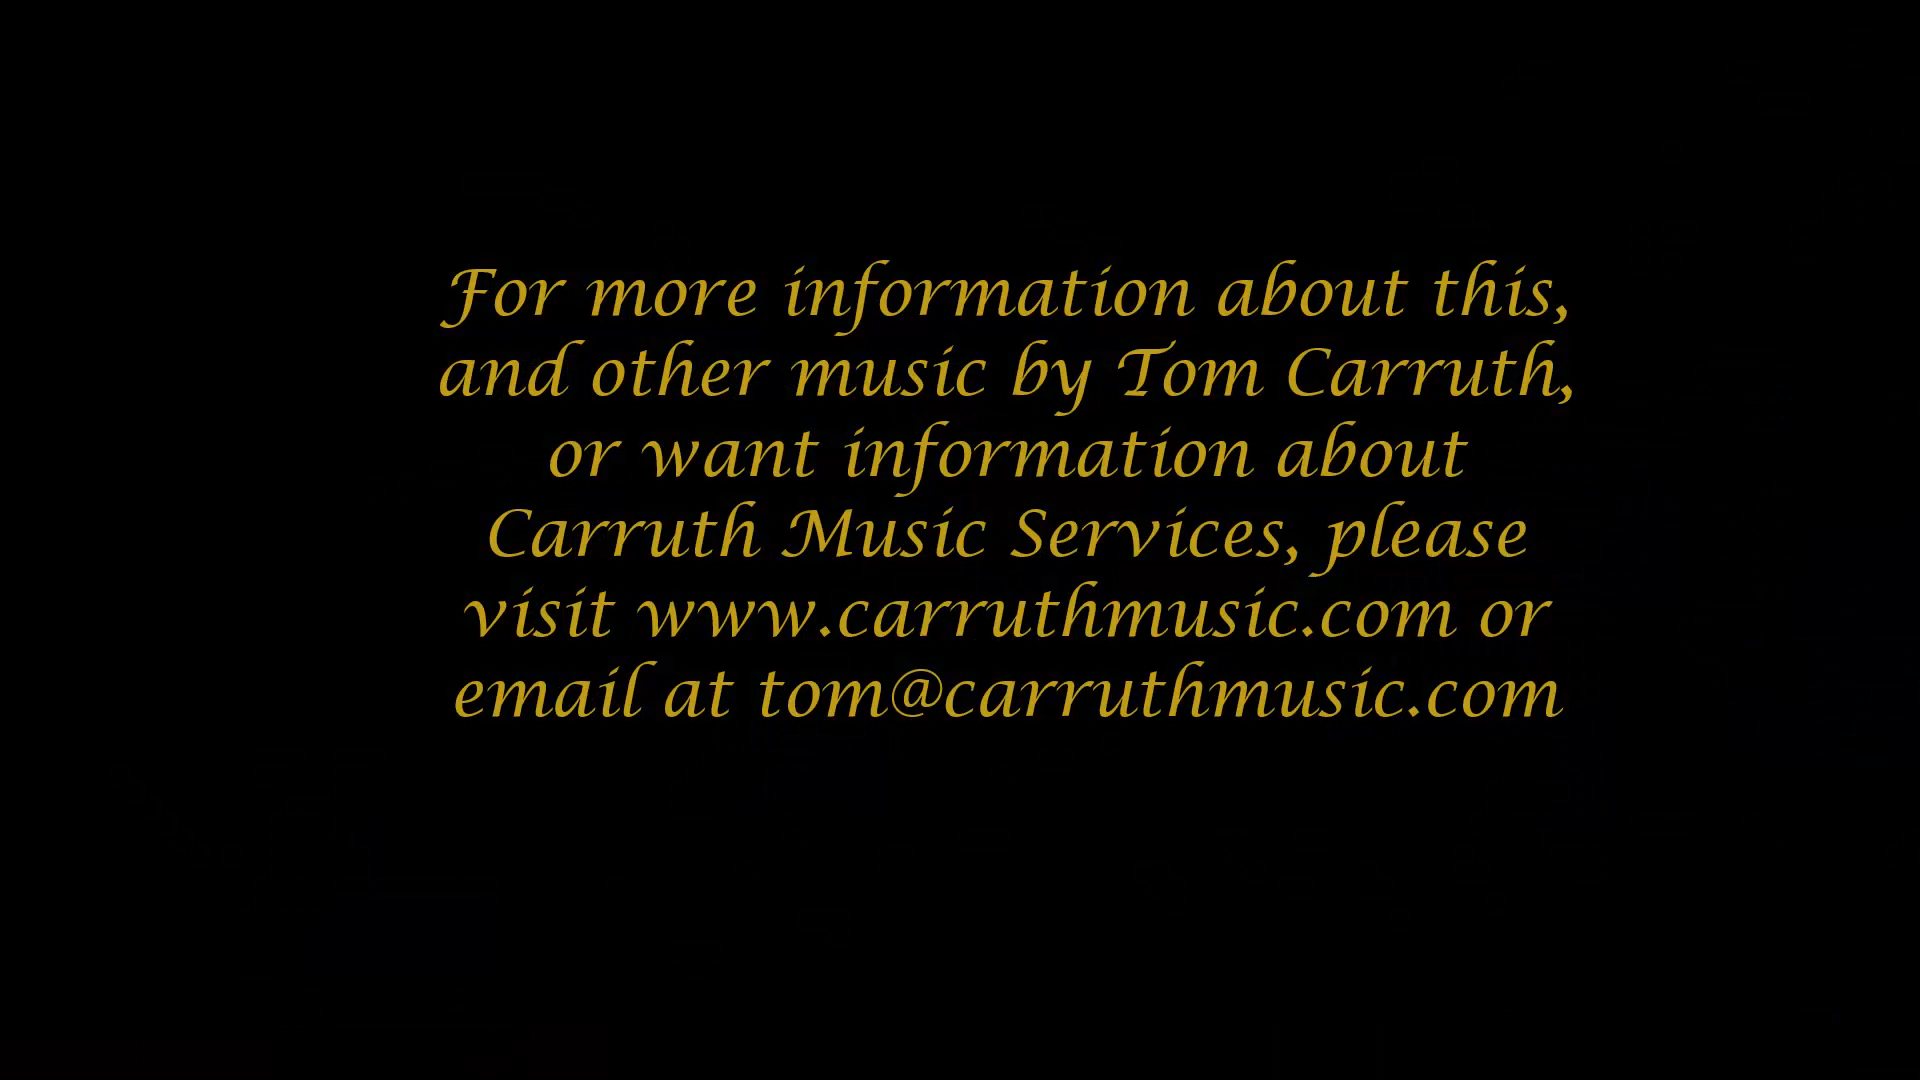 For more information about this,
and other music by Tom Carruth,
or want information about
Carruth Music Services, please
visit www.carruthmusic.com or
email at tom@carruthmusic.com